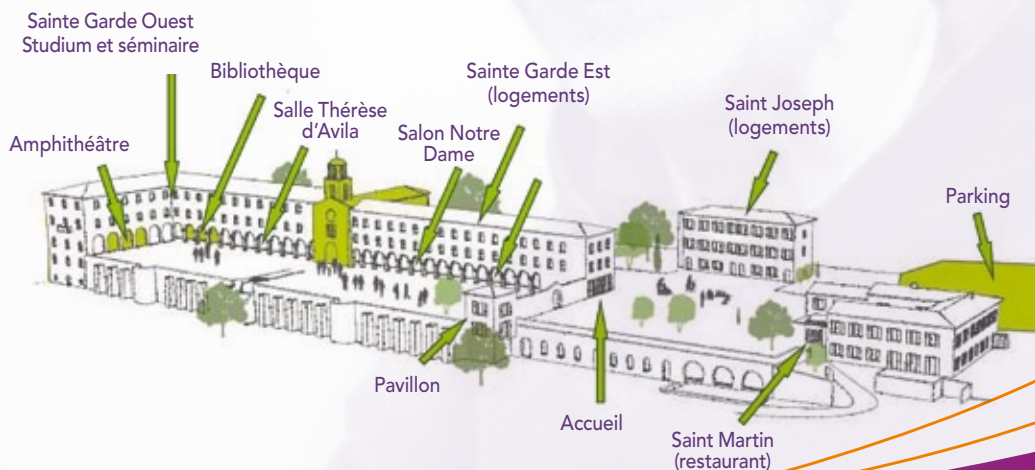 Sainte Garde Ouest
Studium et séminaire
Bibliothèque
Sainte Garde Est
(logements)
Salle Thérèse
d'Avila
Saint Joseph
(logements)
Amphithéâtre
Salon Notre
Dame
Parking
Pavillon
Accueil
Saint Martin
(restaurant)